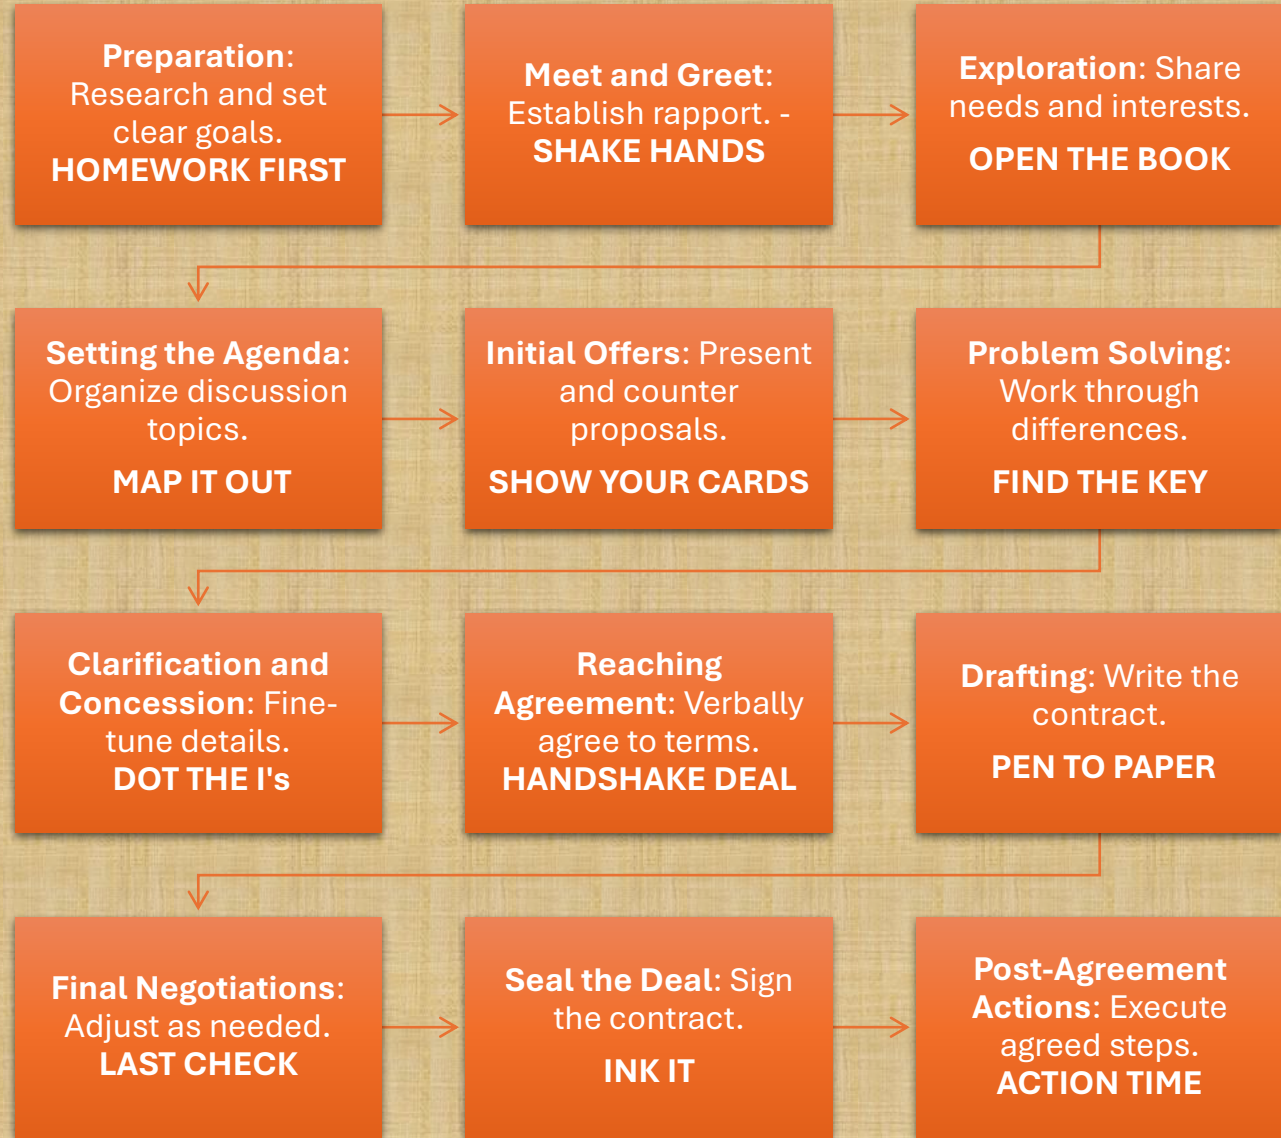 Preparation:
Research and set
clear goals.
HOMEWORK FIRST
Meet and Greet:
Establish rapport. -
SHAKE HANDS
Exploration: Share
needs and interests.
OPEN THE BOOK
Setting the Agenda:
Organize discussion
topics.
MAP IT OUT
Initial Offers: Present
and counter
proposals.
SHOW YOUR CARDS
Problem Solving:
Work through
differences.
FIND THE KEY
Clarification and
Concession: Fine-
tune details.
DOT THE I's
Reaching
Agreement: Verbally
agree to terms.
HANDSHAKE DEAL
Drafting: Write the
contract.
PEN TO PAPER
Final Negotiations:
Adjust as needed.
LAST CHECK
Seal the Deal: Sign
the contract.
INK IT
Post-Agreement
Actions: Execute
agreed steps.
ACTION TIME